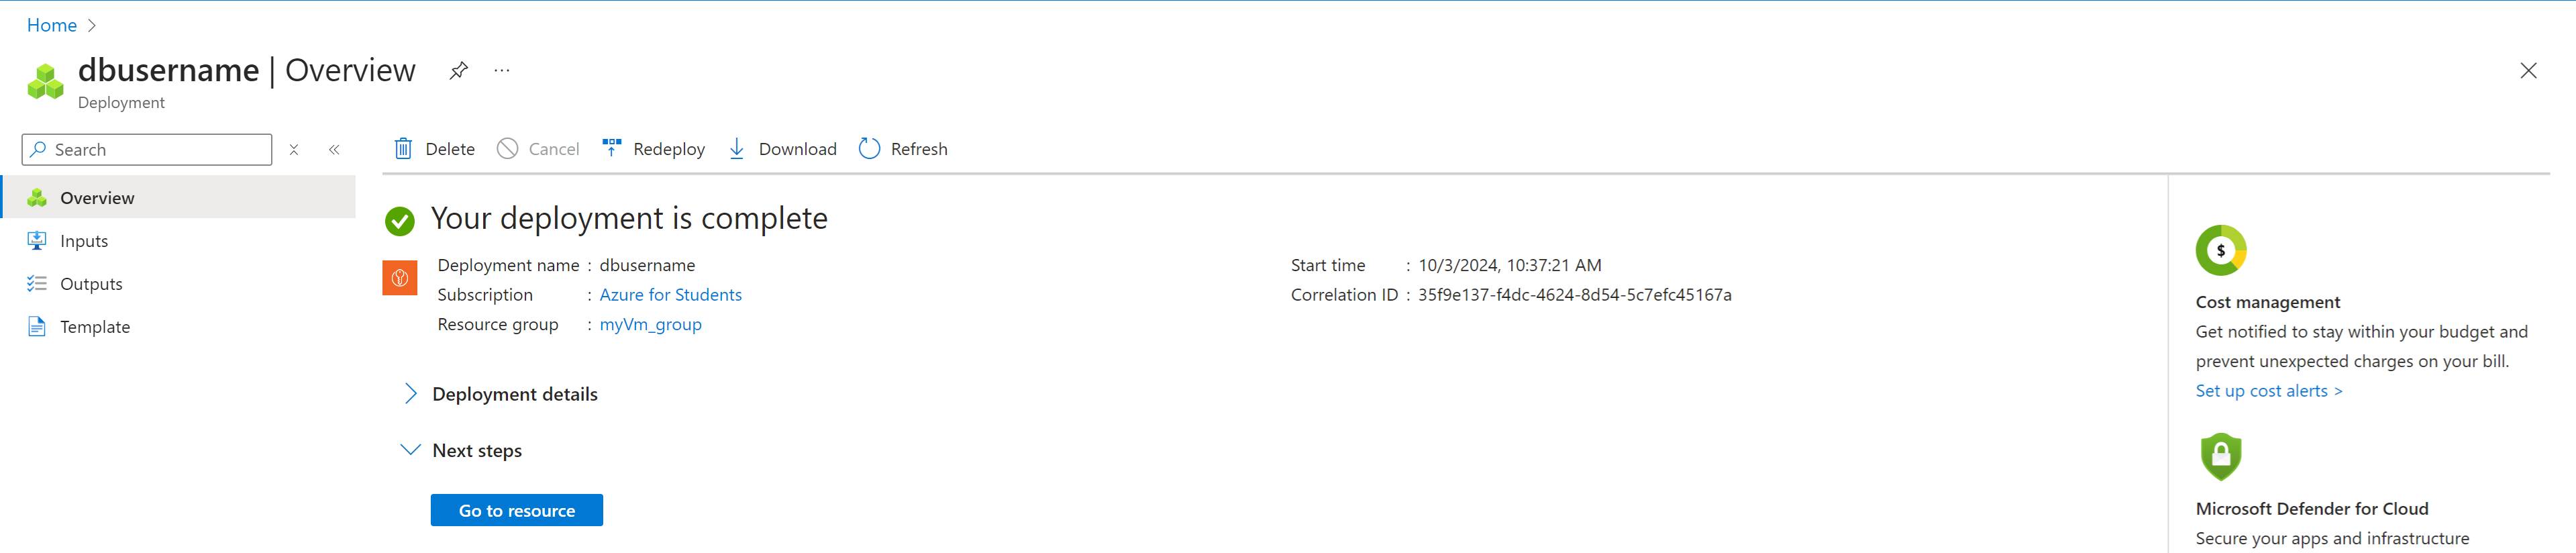 Home >
dbusername | Overview
Deployment
Search
Overview
Inputs
Outputs
Template
Delete Cancel Redeploy Download Refresh
Your deployment is complete
Deployment name : dbusername
Subscription : Azure for Students
Resource group : myVm_group
Start time : 10/3/2024, 10:37:21 AM
Correlation ID : 35f9e137-f4dc-4624-8d54-5c7efc45167a
Deployment details
Next steps
Go to resource
$
Cost management
Get notified to stay within your budget and
prevent unexpected charges on your bill.
Set up cost alerts >
Microsoft Defender for Cloud
Secure your apps and infrastructure